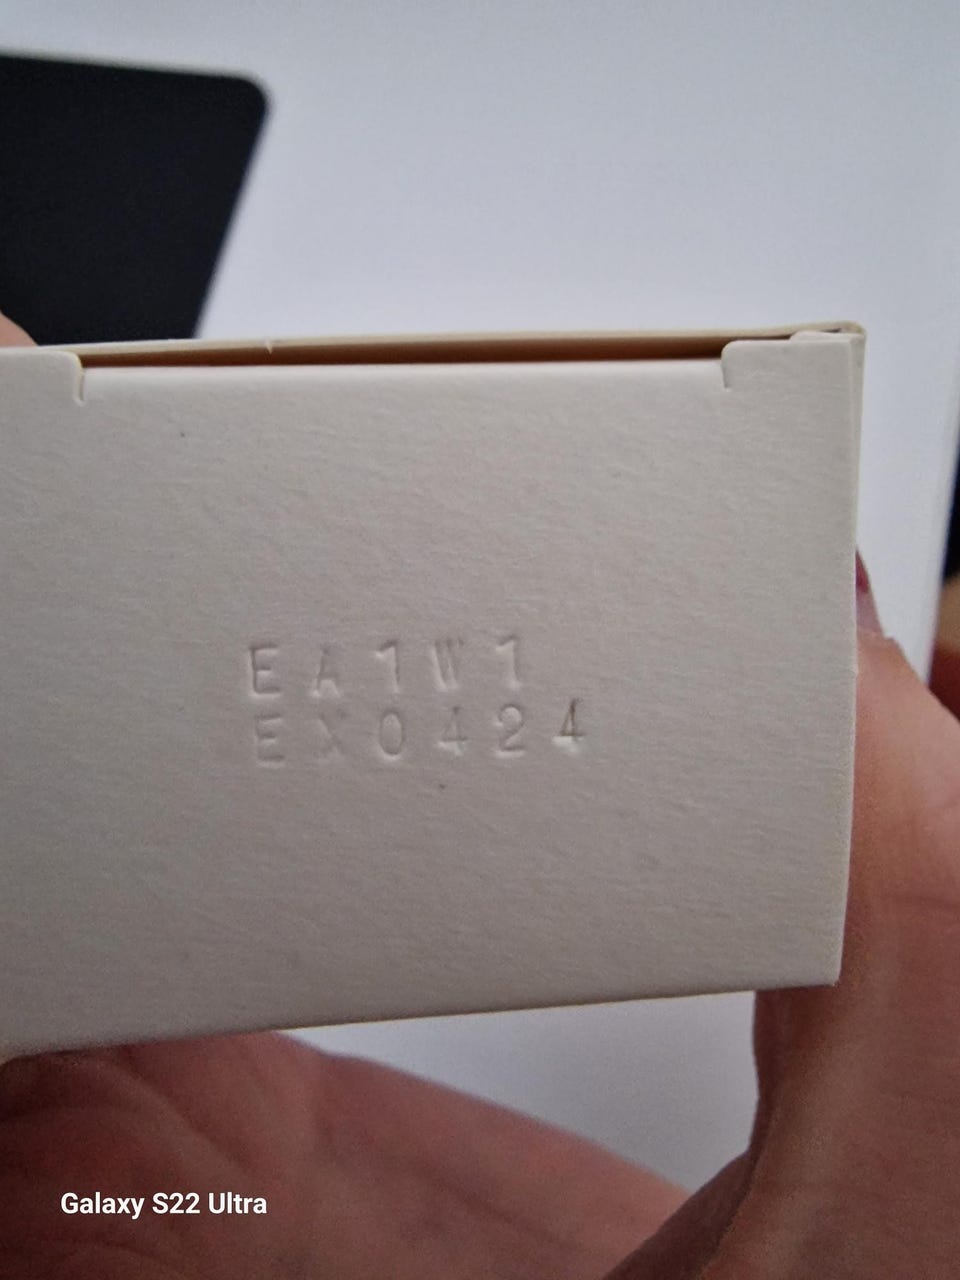 EA1W1
EX0424
Galaxy S22 Ultra